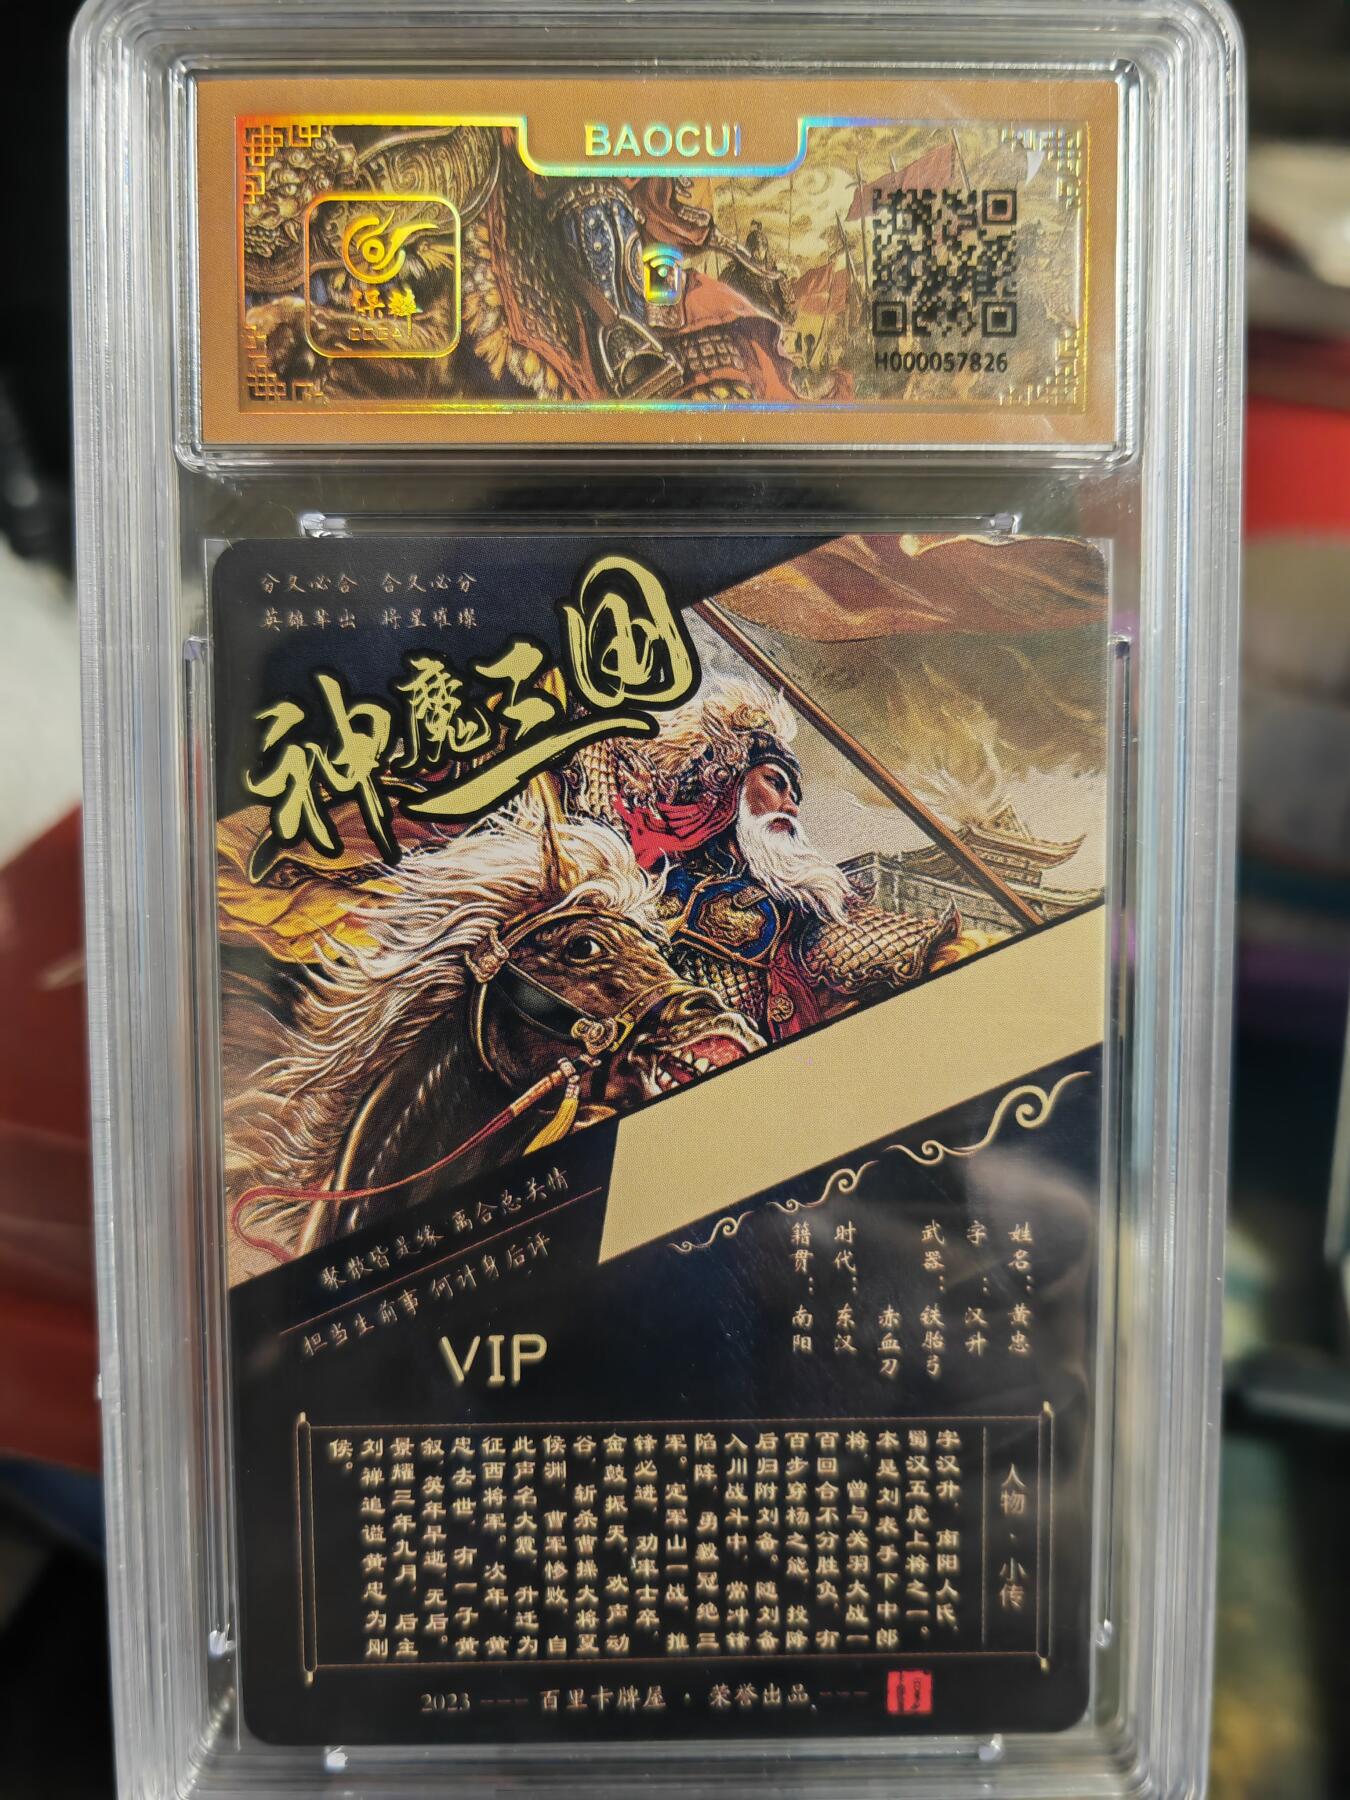 BAOCUI
保粹
CCGA
H000057826
分久必合 合久必分
英雄辈出 将星璀璨
神魔三国
聚散皆是缘 离合总关情
担当生前事 何计身后评
VIP
姓名：黄忠
字：汉升
武器：铁胎弓
赤血刀
时代：东汉
籍贯：南阳
人物·小传
字汉升，南阳人氏，
蜀汉五虎上将之一。
本是刘表手下中郎
将，曾与关羽大战一
百回合不分胜负，有
百步穿杨之能，投降
后归附刘备。随刘备
入川战斗中，常冲锋
陷阵，勇毅冠绝三
军。定军山一战，推
锋必进，劝率士卒，
金鼓振天，欢声动
谷，斩杀曹操大将夏
侯渊，曹军惨败，自
此声名大震，升迁为
征西将军。次年，黄
忠去世，有一子黄
叙，英年早逝，无后。
景耀三年九月，后主
刘禅追谥黄忠为刚
侯。
2023 --- 百里卡牌屋 · 荣誉出品 ---